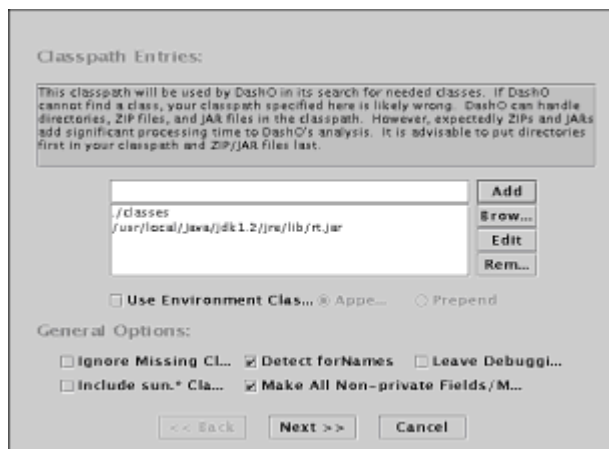 Classpath Entries:
This classpath will be used by DashO in its search for needed classes. If DashO
cannot find a class, your classpath specified here is likely wrong. DashO can handle
directories, ZIP files, and JAR files in the classpath. However, expectedly ZIPs and JARs
add significant processing time to DashO's analysis. It is advisable to put directories
first in your classpath and ZIP/JAR files last.
Add
./classes
Brow...
/usr/local/java/jdk1.2/jre/lib/rt.jar
Edit
Rem...
Use Environment Clas... Appe... Prepend
General Options:
Ignore Missing Cl... Detect forNames Leave Debuggi...
Include sun.* Cla... Make All Non-private Fields/M...
<< Back Next >> Cancel